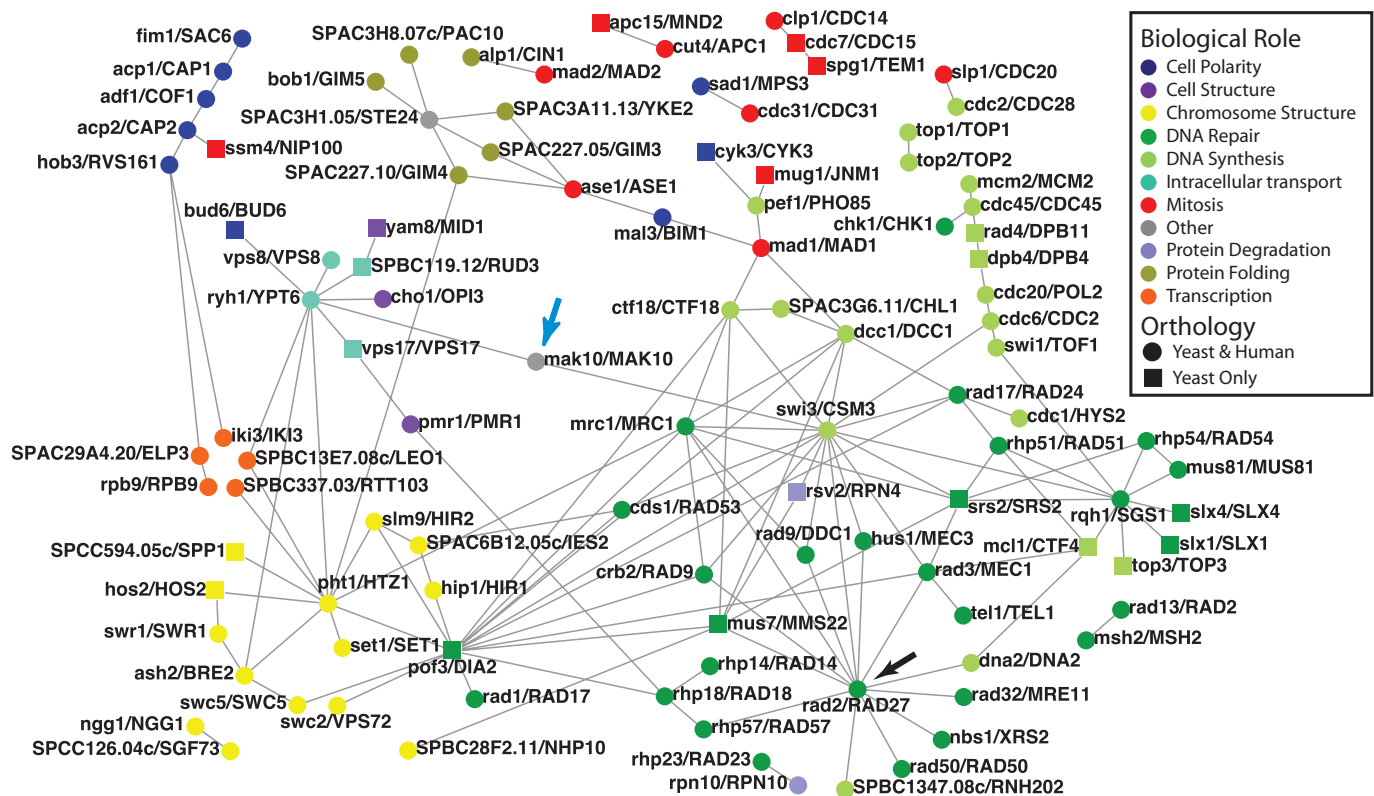 fim1/SAC6
acp1/CAP1
adf1/COF1
acp2/CAP2
ssm4/NIP100
hob3/RVS161
SPAC3H8.07c/PAC10
alp1/CIN1
mad2/MAD2
bob1/GIM5
SPAC3H1.05/STE24
SPAC3A11.13/YKE2
SPAC227.05/GIM3
SPAC227.10/GIM4
ase1/ASE1
apc15/MND2
cut4/APC1
clp1/CDC14
cdc7/CDC15
spg1/TEM1
sad1/MPS3
cdc31/CDC31
slp1/CDC20
cdc2/CDC28
top1/TOP1
top2/TOP2
cyk3/CYK3
mug1/JNM1
pef1/PHO85
mal3/BIM1
mad1/MAD1
mcm2/MCM2
cdc45/CDC45
chk1/CHK1
rad4/DPB11
dpb4/DPB4
cdc20/POL2
cdc6/CDC2
swi1/TOF1
bud6/BUD6
yam8/MID1
vps8/VPS8
SPBC119.12/RUD3
ryh1/YPT6
cho1/OPI3
vps17/VPS17
mak10/MAK10
ctf18/CTF18
SPAC3G6.11/CHL1
dcc1/DCC1
pmr1/PMR1
mrc1/MRC1
swi3/CSM3
rad17/RAD24
cdc1/HYS2
rhp51/RAD51
rhp54/RAD54
mus81/MUS81
iki3/IKI3
SPAC29A4.20/ELP3
SPBC13E7.08c/LEO1
rpb9/RPB9
SPBC337.03/RTT103
slm9/HIR2
cds1/RAD53
rsv2/RPN4
srs2/SRS2
rqh1/SGS1
slx4/SLX4
slx1/SLX1
SPAC6B12.05c/IES2
rad9/DDC1
hus1/MEC3
mcl1/CTF4
top3/TOP3
SPCC594.05c/SPP1
hos2/HOS2
pht1/HTZ1
hip1/HIR1
crb2/RAD9
rad3/MEC1
tel1/TEL1
rad13/RAD2
msh2/MSH2
swr1/SWR1
set1/SET1
mus7/MMS22
pof3/DIA2
ash2/BRE2
rhp14/RAD14
dna2/DNA2
swc5/SWC5
swc2/VPS72
rad1/RAD17
rhp18/RAD18
rad2/RAD27
rad32/MRE11
ngg1/NGG1
SPCC126.04c/SGF73
SPBC28F2.11/NHP10
rhp57/RAD57
nbs1/XRS2
rhp23/RAD23
rpn10/RPN10
rad50/RAD50
SPBC1347.08c/RNH202
Biological Role
Cell Polarity
Cell Structure
Chromosome Structure
DNA Repair
DNA Synthesis
Intracellular transport
Mitosis
Other
Protein Degradation
Protein Folding
Transcription
Orthology
Yeast & Human
Yeast Only